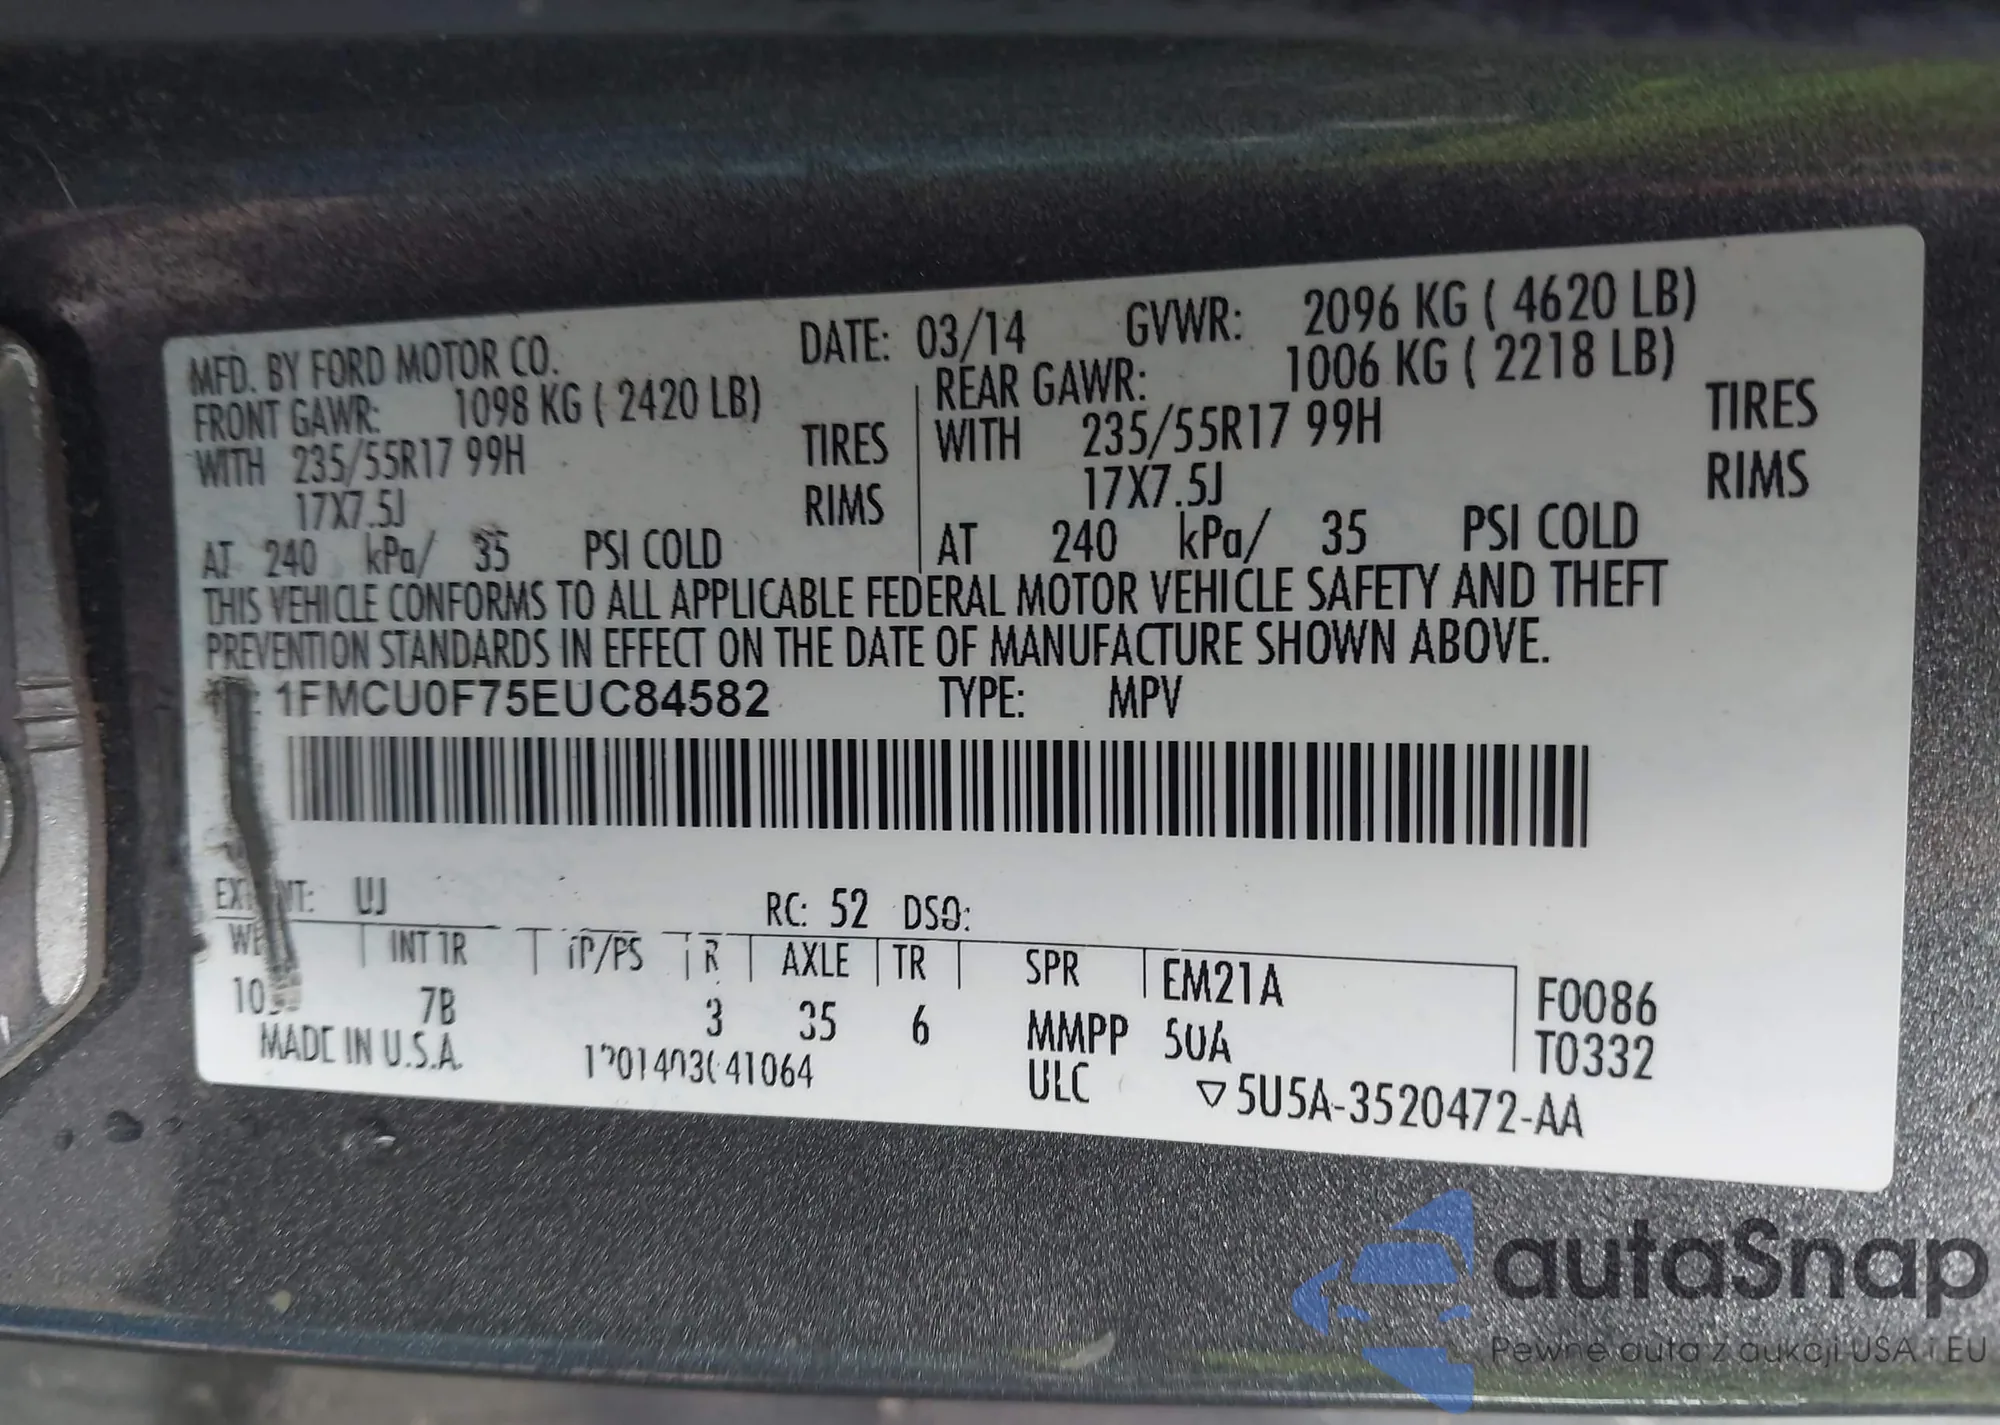 MFD. BY FORD MOTOR CO. DATE: 03/14 GVWR: 2096 KG ( 4620 LB)
FRONT GAWR: 1098 KG ( 2420 LB) REAR GAWR: 1006 KG ( 2218 LB)
WITH 235/55R17 99H TIRES WITH 235/55R17 99H TIRES
17X7.5J RIMS 17X7.5J RIMS
AT 240 kPa/ 35 PSI COLD AT 240 kPa/ 35 PSI COLD
THIS VEHICLE CONFORMS TO ALL APPLICABLE FEDERAL MOTOR VEHICLE SAFETY AND THEFT
PREVENTION STANDARDS IN EFFECT ON THE DATE OF MANUFACTURE SHOWN ABOVE.
1FMCU0F75EUC84582 TYPE: MPV
UJ RC: 52 DSO:
INT TR TP/PS R AXLE TR SPR EM21A F0086
7B 3 35 6 MMPP 5UA T0332
MADE IN U.S.A. ULC ▽5U5A-3520472-AA
autaSnap
Pewne auta z aukcji USA i EU